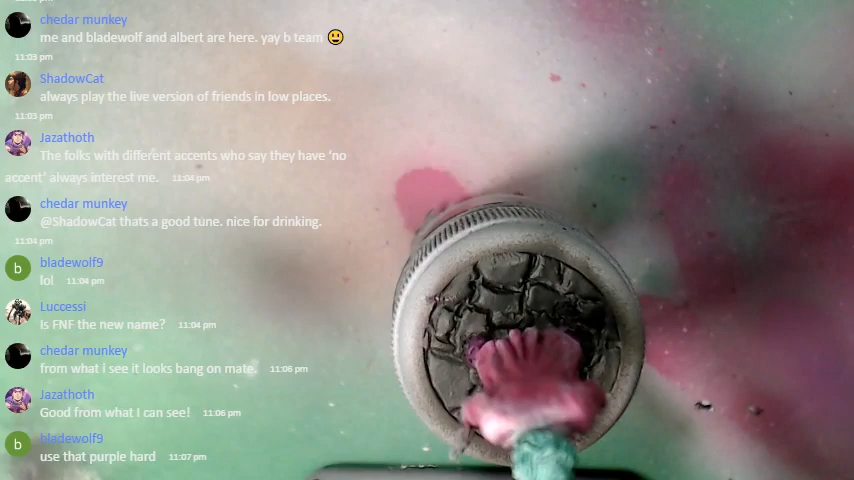 chedar munkey
me and bladewolf and albert are here. yay b team 😃
11:03 pm
ShadowCat
always play the live version of friends in low places.
11:03 pm
Jazathoth
The folks with different accents who say they have ‘no
accent’ always interest me. 11:04 pm
chedar munkey
@ShadowCat thats a good tune. nice for drinking.
11:04 pm
b
bladewolf9
lol 11:04 pm
Luccessi
Is FNF the new name? 11:04 pm
chedar munkey
from what i see it looks bang on mate. 11:06 pm
Jazathoth
Good from what I can see! 11:06 pm
b
bladewolf9
use that purple hard 11:07 pm